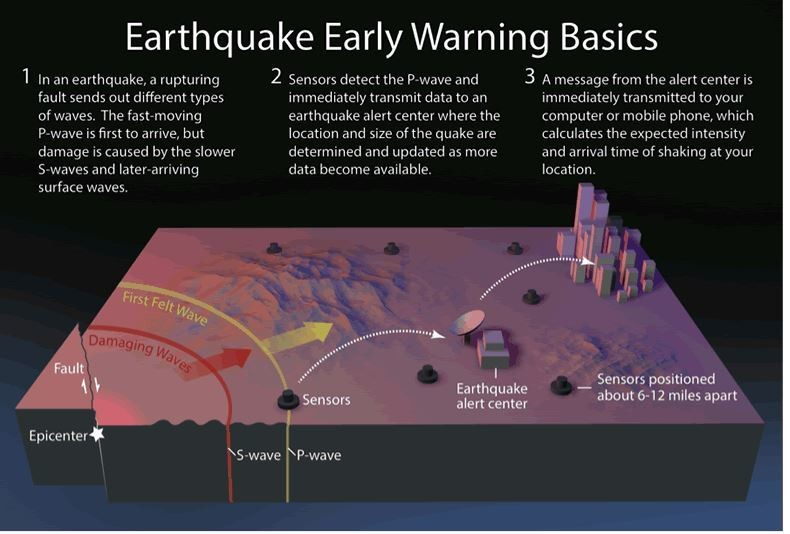 Earthquake Early Warning Basics
1 In an earthquake, a rupturing
fault sends out different types
of waves. The fast-moving
P-wave is first to arrive, but
damage is caused by the slower
S-waves and later-arriving
surface waves.
2 Sensors detect the P-wave and
immediately transmit data to an
earthquake alert center where the
location and size of the quake are
determined and updated as more
data become available.
3 A message from the alert center is
immediately transmitted to your
computer or mobile phone, which
calculates the expected intensity
and arrival time of shaking at your
location.
First Felt Wave
Damaging Waves
Fault
Sensors
Earthquake
alert center
Sensors positioned
about 6-12 miles apart
Epicenter
S-wave
P-wave